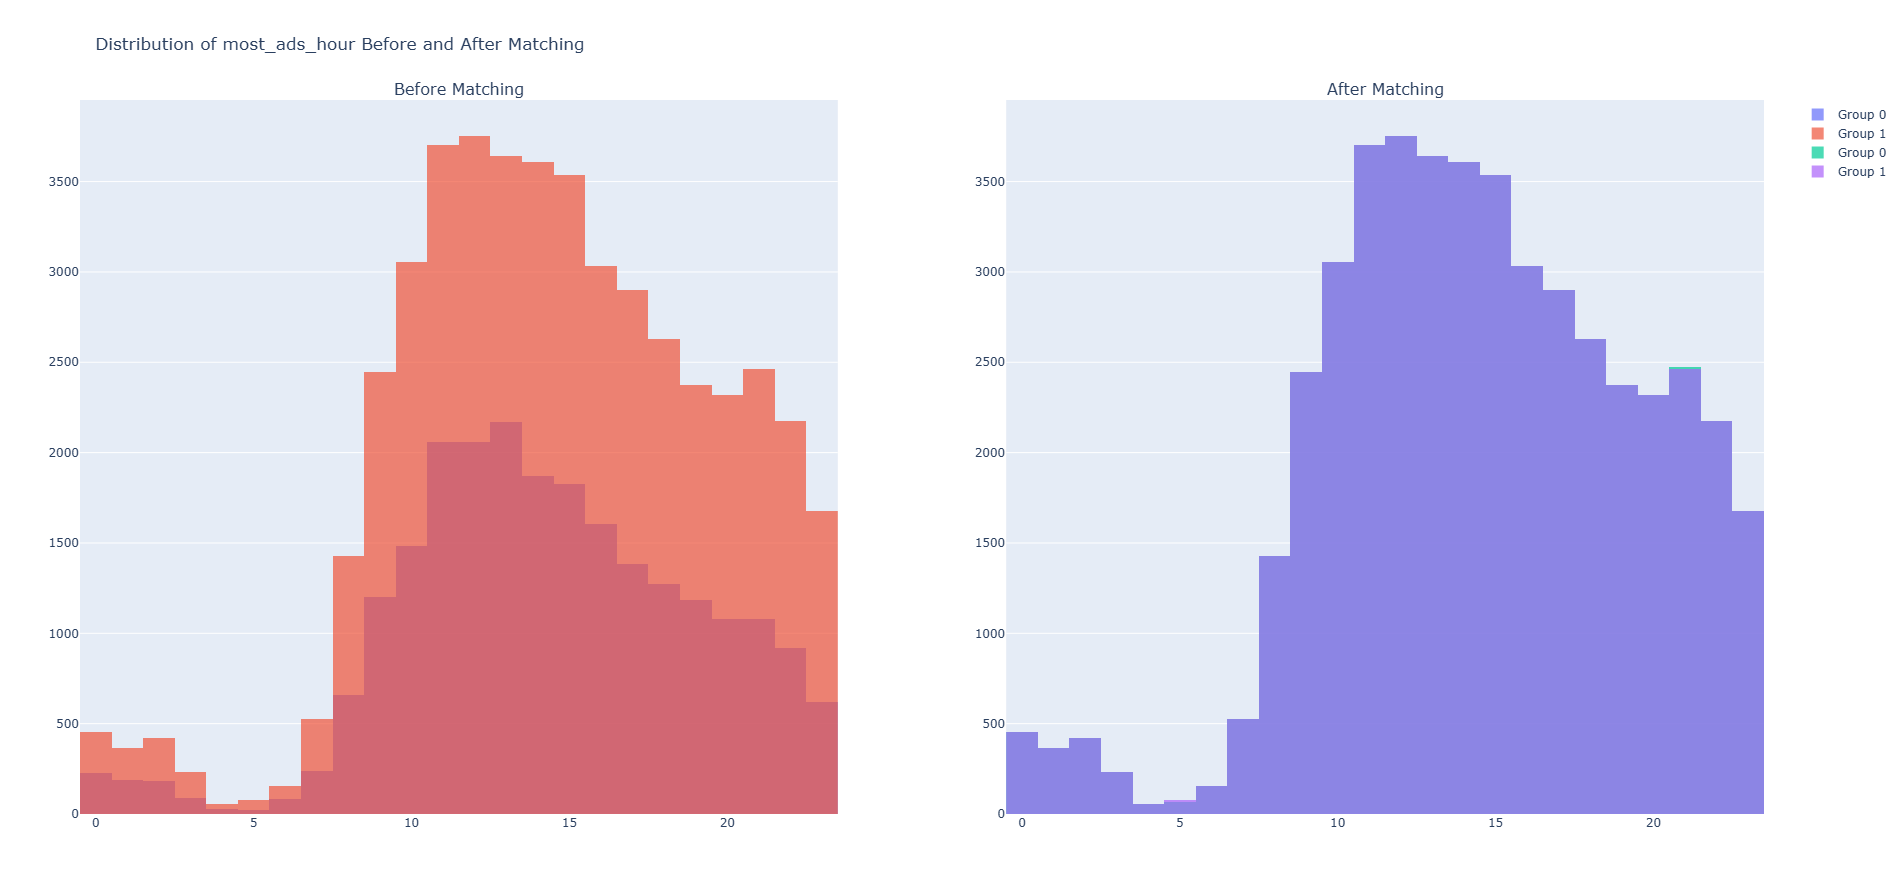 Distribution of most_ads_hour Before and After Matching
Before Matching
3500
3000
2500
2000
1500
1000
500
0
0 5 10 15 20
After Matching
3500
3000
2500
2000
1500
1000
500
0
0 5 10 15 20
Group 0
Group 1
Group 0
Group 1